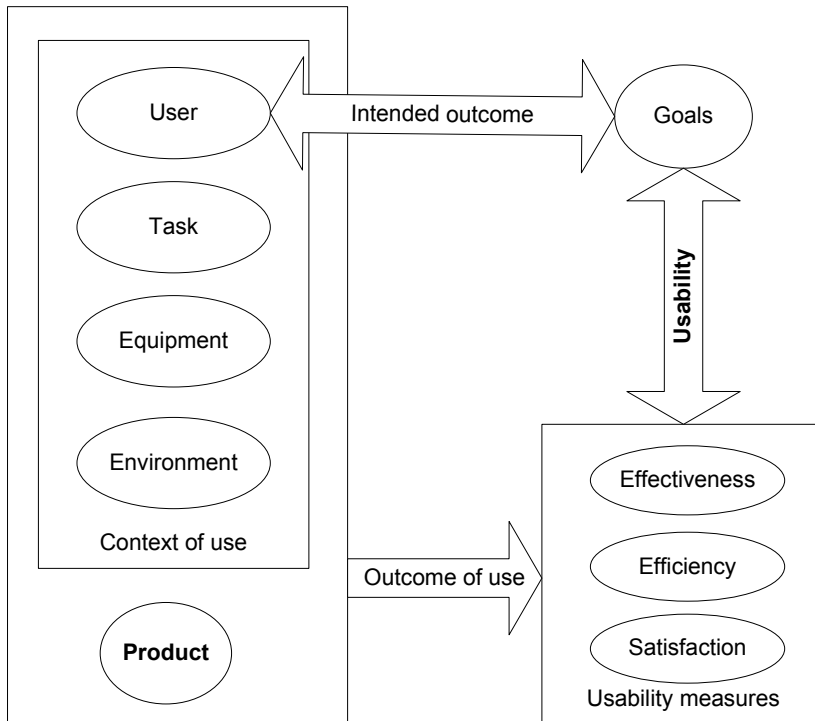 User
Intended outcome
Goals
Task
Usability
Equipment
Environment
Effectiveness
Context of use
Outcome of use
Efficiency
Product
Satisfaction
Usability measures